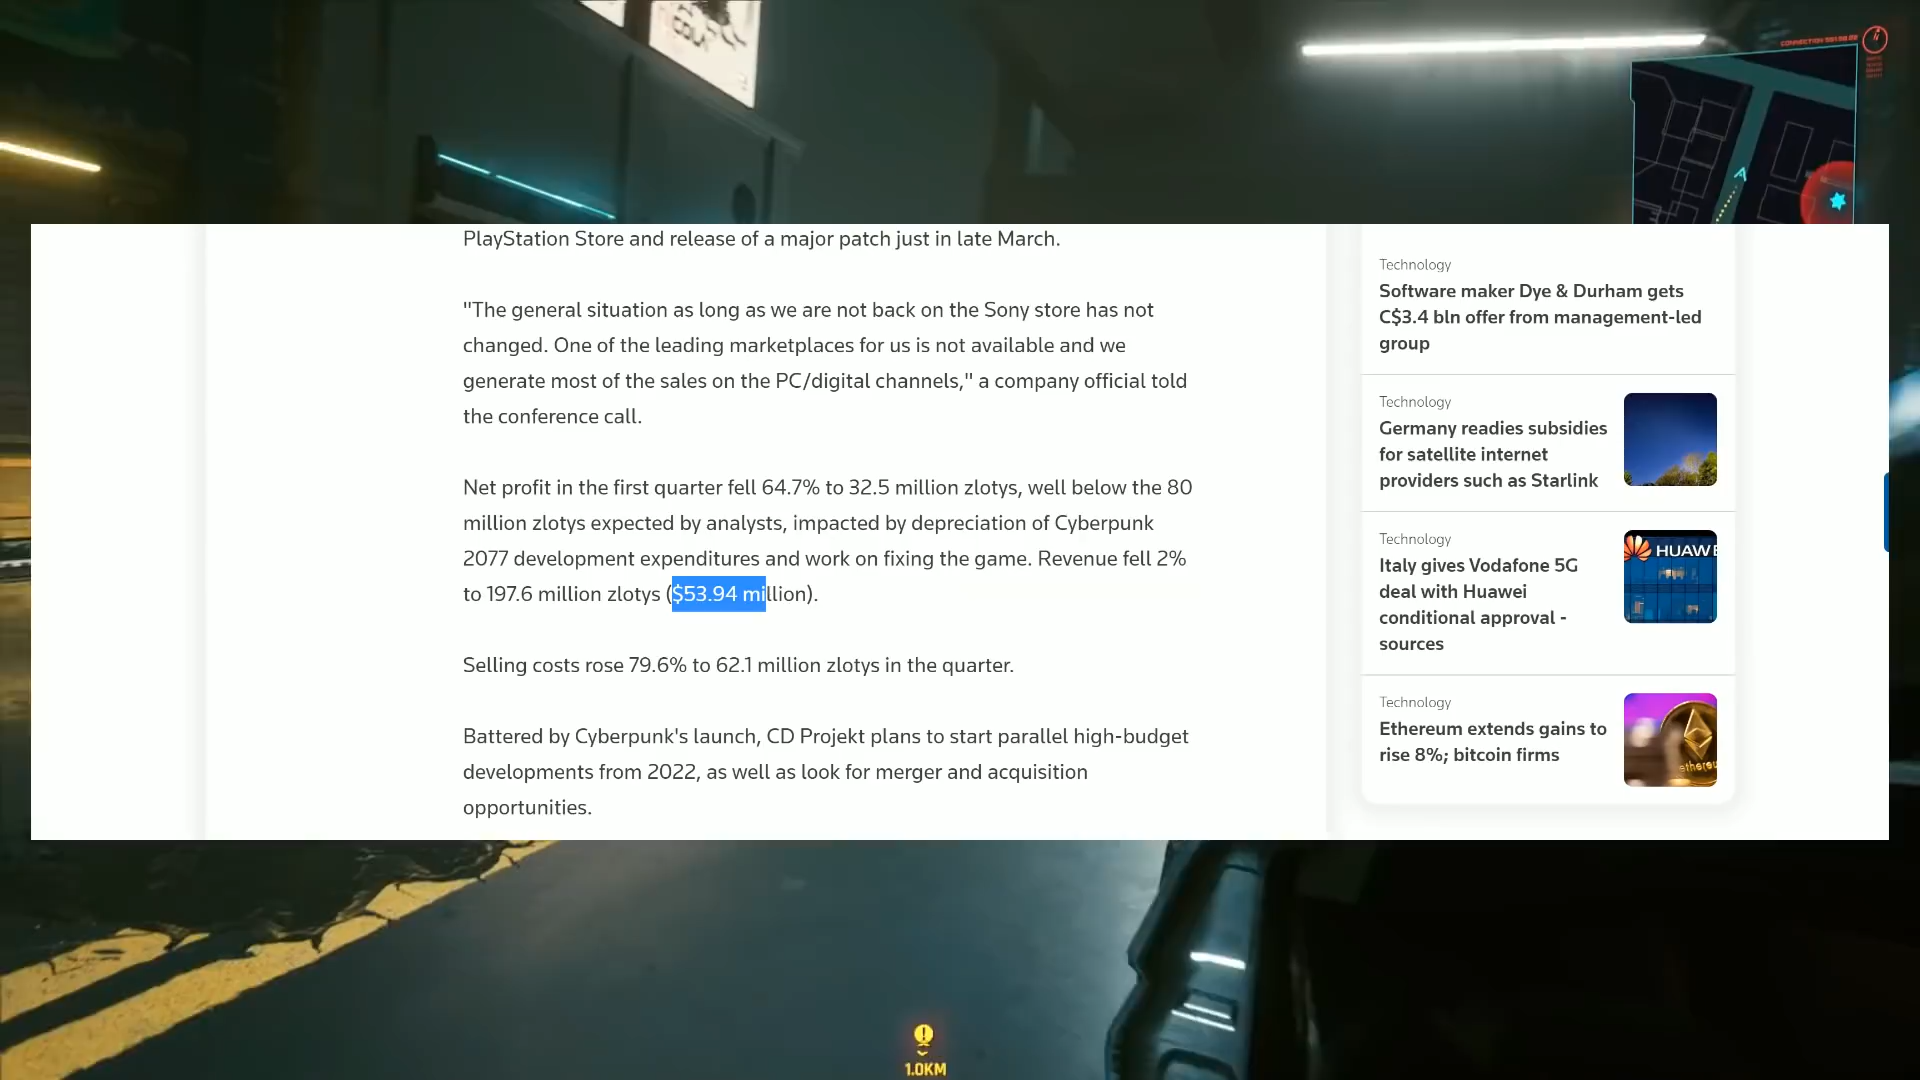 PlayStation Store and release of a major patch just in late March.
"The general situation as long as we are not back on the Sony store has not
changed. One of the leading marketplaces for us is not available and we
generate most of the sales on the PC/digital channels," a company official told
the conference call.
Net profit in the first quarter fell 64.7% to 32.5 million zlotys, well below the 80
million zlotys expected by analysts, impacted by depreciation of Cyberpunk
2077 development expenditures and work on fixing the game. Revenue fell 2%
to 197.6 million zlotys ($53.94 million).
Selling costs rose 79.6% to 62.1 million zlotys in the quarter.
Battered by Cyberpunk's launch, CD Projekt plans to start parallel high-budget
developments from 2022, as well as look for merger and acquisition
opportunities.
Technology
Software maker Dye & Durham gets
C$3.4 bln offer from management-led
group
Technology
Germany readies subsidies
for satellite internet
providers such as Starlink
Technology
Italy gives Vodafone 5G
deal with Huawei
conditional approval -
sources
HUAWE
Technology
Ethereum extends gains to
rise 8%; bitcoin firms
1.0KM